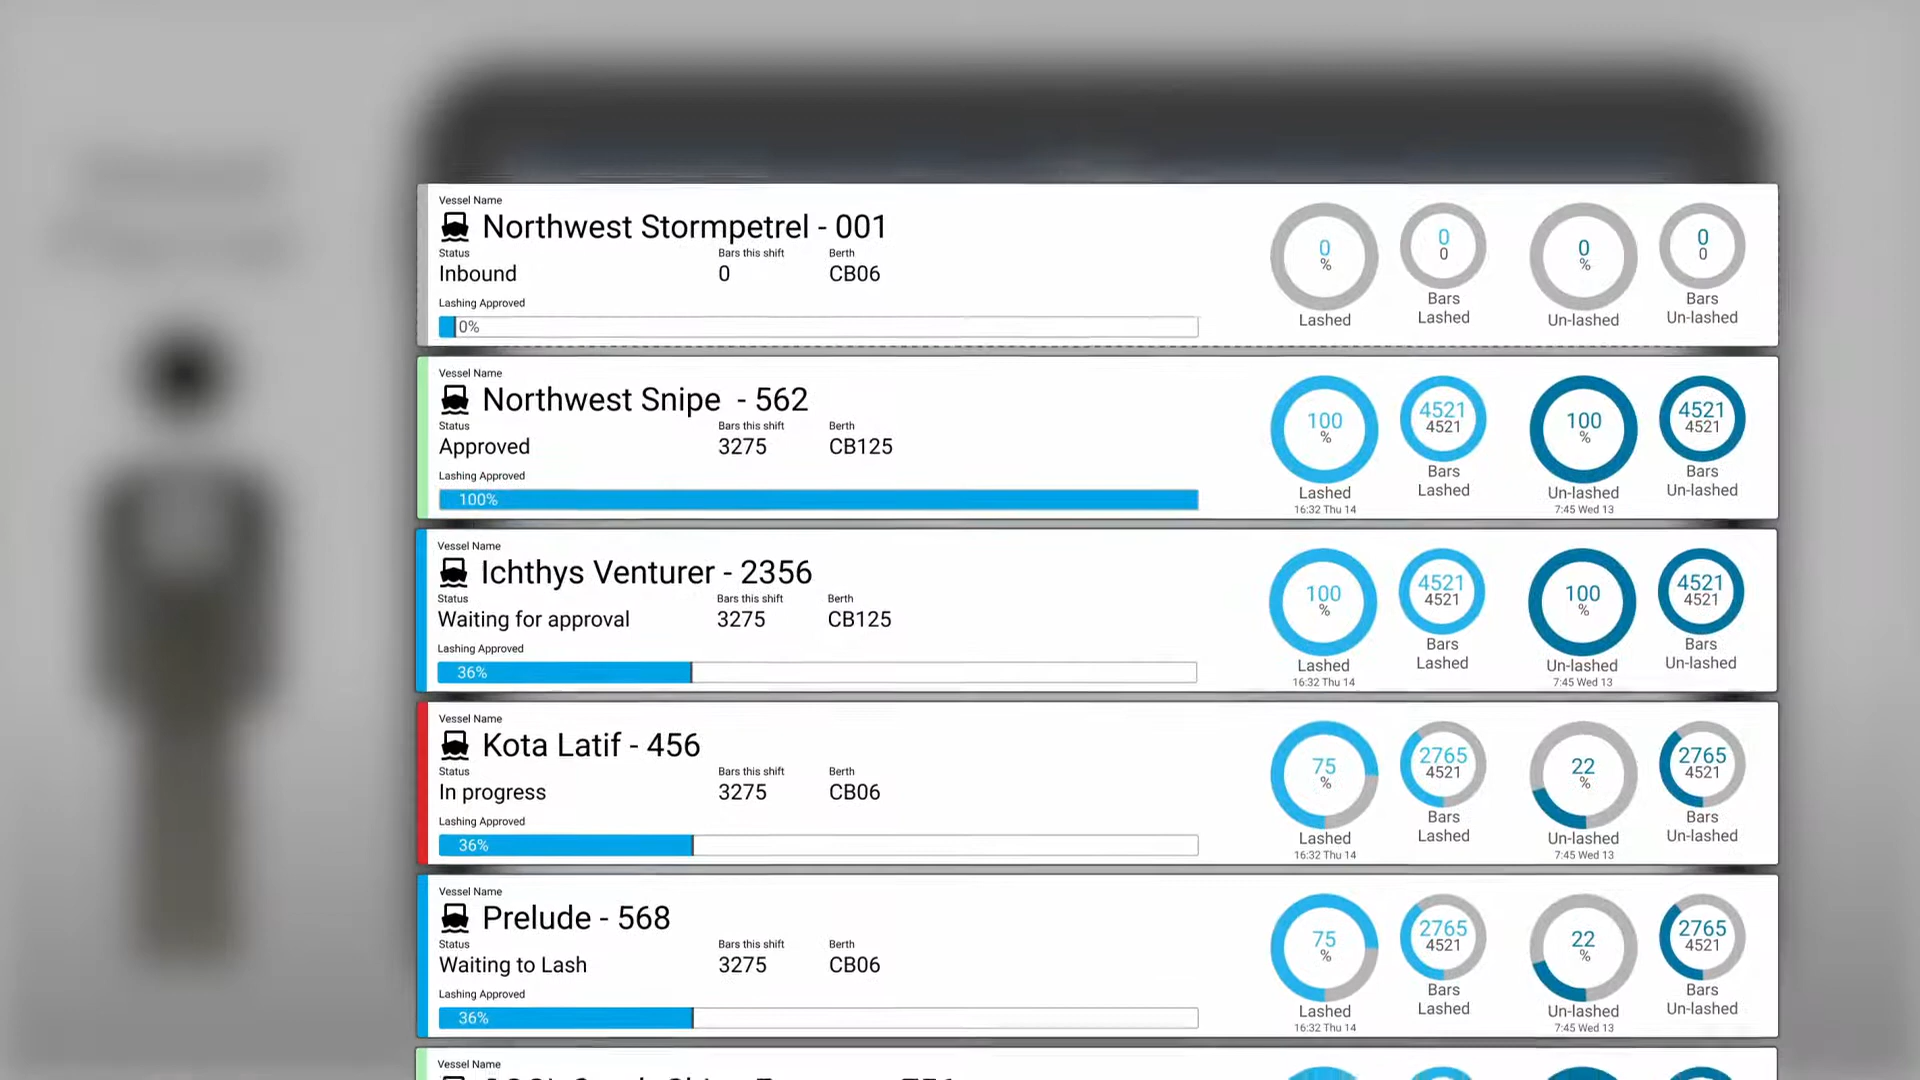 Vessel Name
Northwest Stormpetrel - 001
Status Bars this shift Berth
Inbound 0 CB06
Lashing Approved
0%
0 % Lashed
0 0 Bars Lashed
0 % Un-lashed
0 0 Bars Un-lashed
Vessel Name
Northwest Snipe - 562
Status Bars this shift Berth
Approved 3275 CB125
Lashing Approved
100%
100 % Lashed 16:32 Thu 14
4521 4521 Bars Lashed
100 % Un-lashed 7:45 Wed 13
4521 4521 Bars Un-lashed
Vessel Name
Ichthys Venturer - 2356
Status Bars this shift Berth
Waiting for approval 3275 CB125
Lashing Approved
36%
100 % Lashed 16:32 Thu 14
4521 4521 Bars Lashed
100 % Un-lashed 7:45 Wed 13
4521 4521 Bars Un-lashed
Vessel Name
Kota Latif - 456
Status Bars this shift Berth
In progress 3275 CB06
Lashing Approved
36%
75 % Lashed 16:32 Thu 14
2765 4521 Bars Lashed
22 % Un-lashed 7:45 Wed 13
2765 4521 Bars Un-lashed
Vessel Name
Prelude - 568
Status Bars this shift Berth
Waiting to Lash 3275 CB06
Lashing Approved
36%
75 % Lashed 16:32 Thu 14
2765 4521 Bars Lashed
22 % Un-lashed 7:45 Wed 13
2765 4521 Bars Un-lashed
Vessel Name